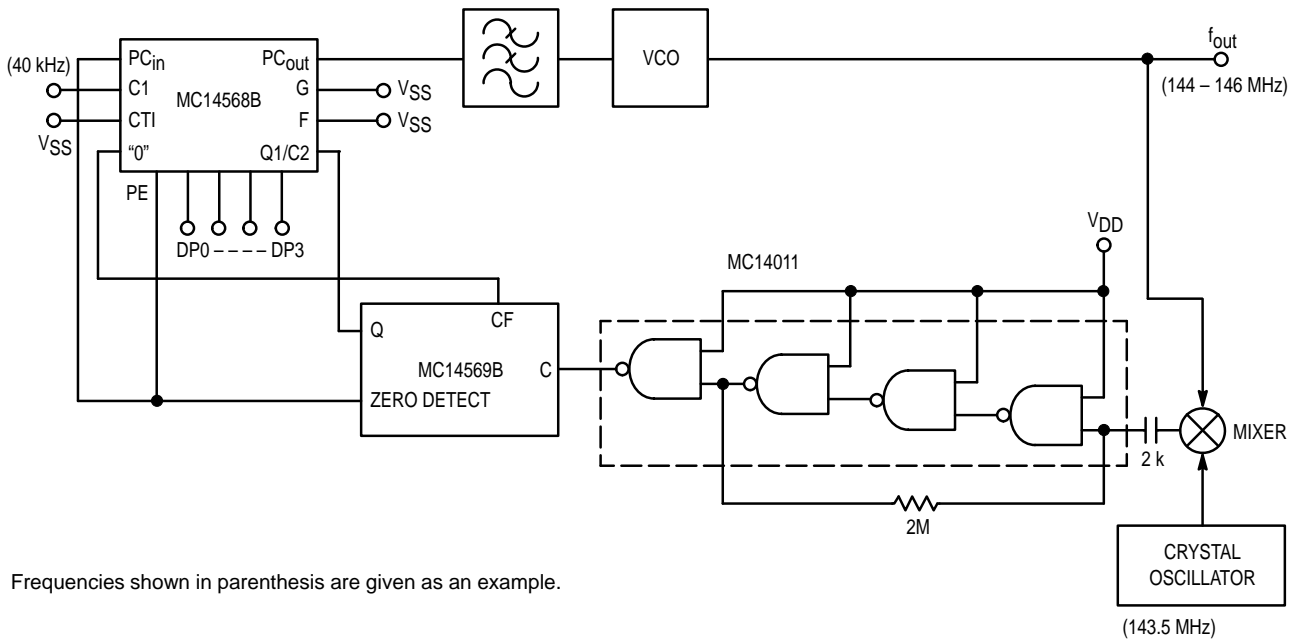 fout
(144 – 146 MHz)
(40 kHz)
PCin
PCout
C1
G
VSS
MC14568B
CTI
F
VSS
VSS
"0"
Q1/C2
PE
DP0 – – – – DP3
VCO
VDD
MC14011
Q
CF
MC14569B
C
ZERO DETECT
MIXER
2 k
2M
CRYSTAL
OSCILLATOR
(143.5 MHz)
Frequencies shown in parenthesis are given as an example.